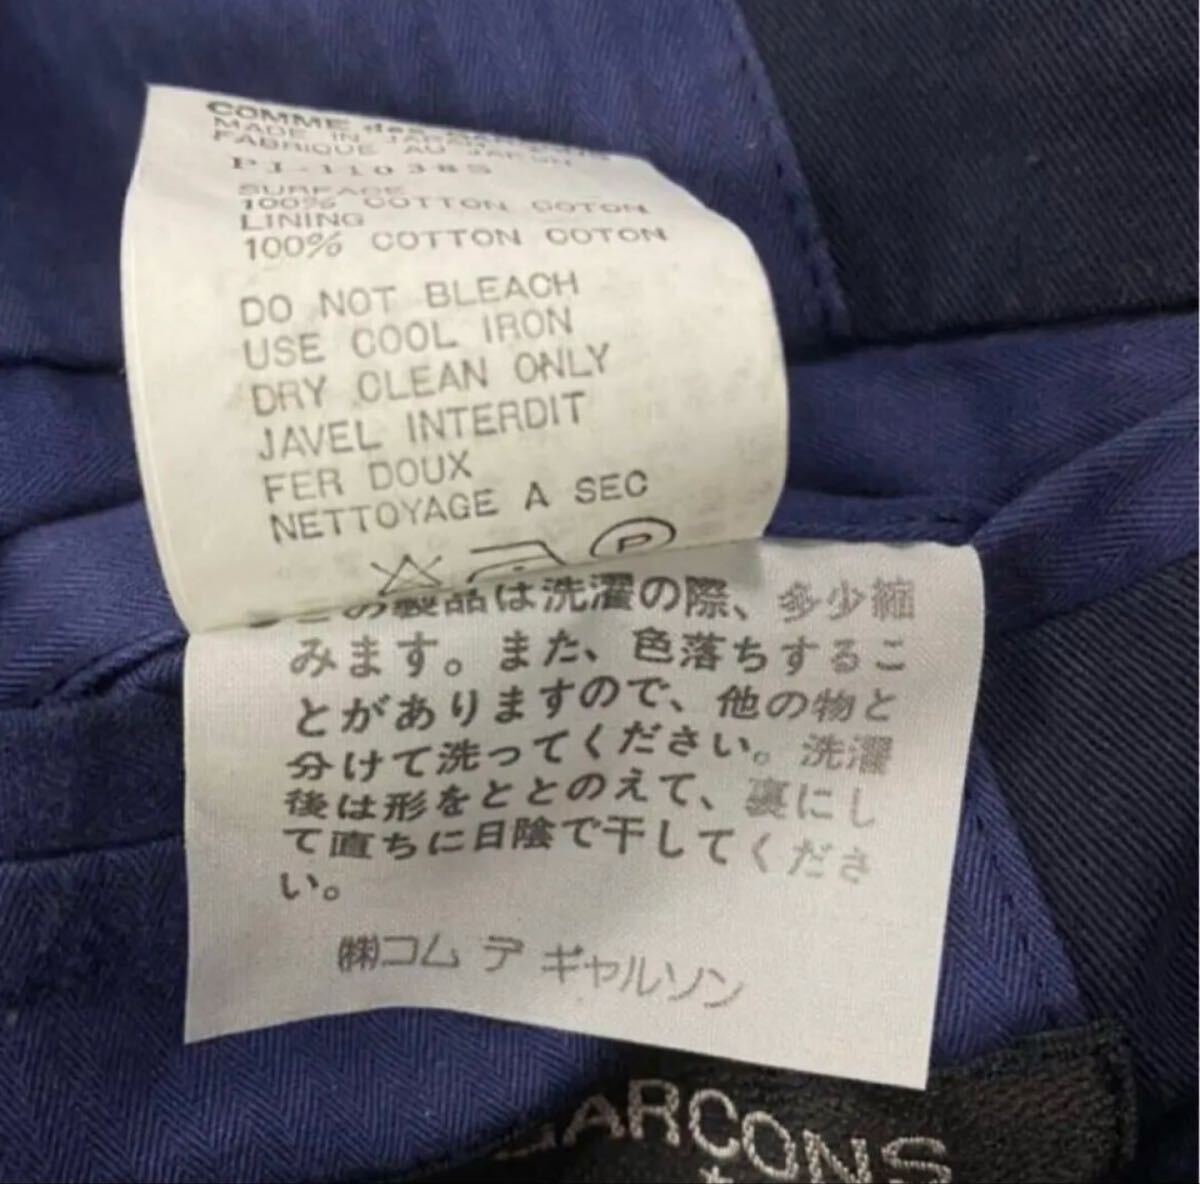 COMME des
MADE IN JAPAN
FABRIQUE AU JAPON
PJ-11038S
SURFACE
100% COTTON COTON
LINING
100% COTTON COTON
DO NOT BLEACH
USE COOL IRON
DRY CLEAN ONLY
JAVEL INTERDIT
FER DOUX
NETTOYAGE A SEC
P
この製品は洗濯の際、多少縮
みます。また、色落ちするこ
とがありますので、他の物と
分けて洗ってください。洗濯
後は形をととのえて、裏にし
て直ちに日陰で干してくださ
い。
㈱コム デ ギャルソン
GARCONS